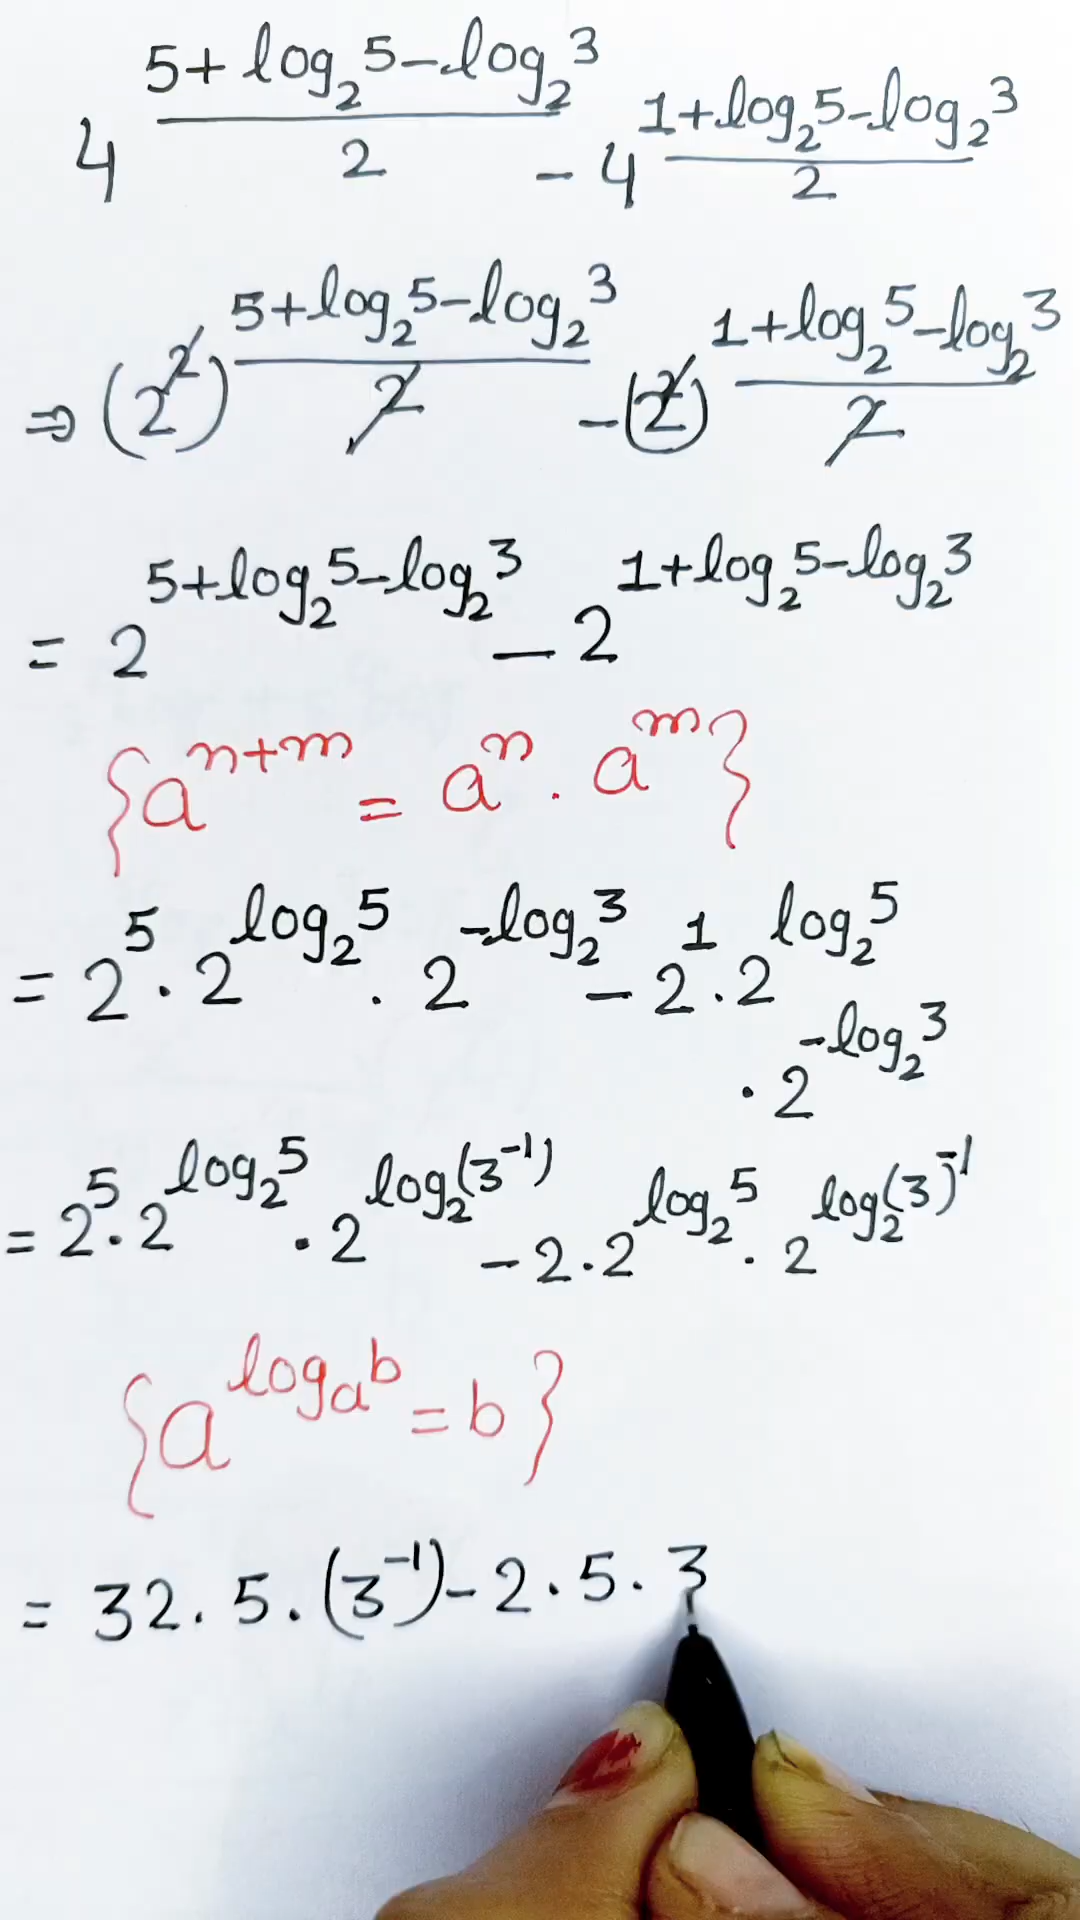 4^((5+log₂5-log₂3)/2) - 4^((1+log₂5-log₂3)/2)
⇒ (2²)^((5+log₂5-log₂3)/2) - (2)^((1+log₂5-log₂3)/2)
= 2^(5+log₂5-log₂3) - 2^(1+log₂5-log₂3)
{a^(n+m) = a^n . a^m}
= 2^5 . 2^(log₂5) . 2^(-log₂3) - 2^1 . 2^(log₂5)
. 2^(-log₂3)
= 2^5 . 2^(log₂5) . 2^(log₂(3^-1)) - 2 . 2^(log₂5) . 2^(log₂(3)^-1)
{a^(logₐb) = b}
= 32 . 5 . (3^-1) - 2 . 5 . 3